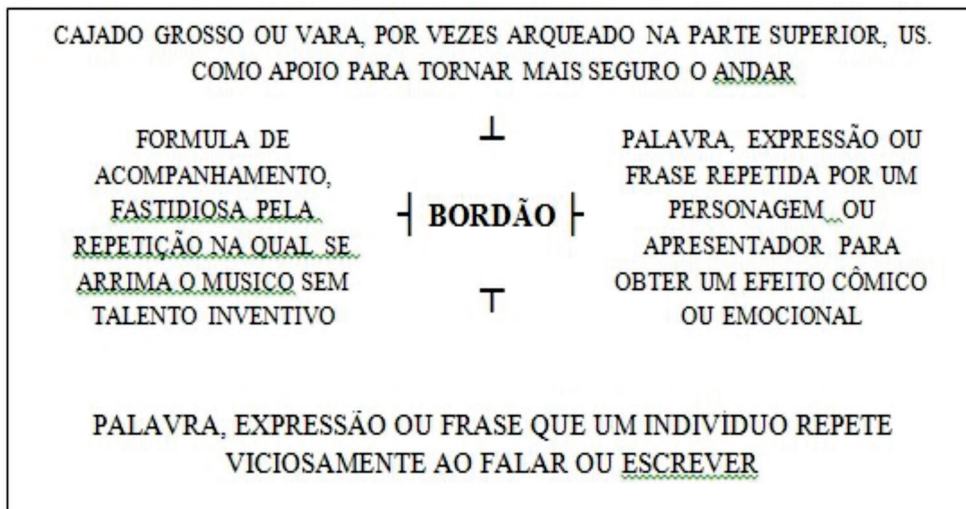 CAJADO GROSSO OU VARA, POR VEZES ARQUEADO NA PARTE SUPERIOR, US.
COMO APOIO PARA TORNAR MAIS SEGURO O ANDAR
FORMULA DE
ACOMPANHAMENTO,
FASTIDIOSA PELA
REPETIÇÃO NA QUAL SE
ARRIMA O MUSICO SEM
TALENTO INVENTIVO
BORDÃO
PALAVRA, EXPRESSÃO OU
FRASE REPETIDA POR UM
PERSONAGEM OU
APRESENTADOR PARA
OBTER UM EFEITO CÔMICO
OU EMOCIONAL
PALAVRA, EXPRESSÃO OU FRASE QUE UM INDIVÍDUO REPETE
VICIOSAMENTE AO FALAR OU ESCREVER